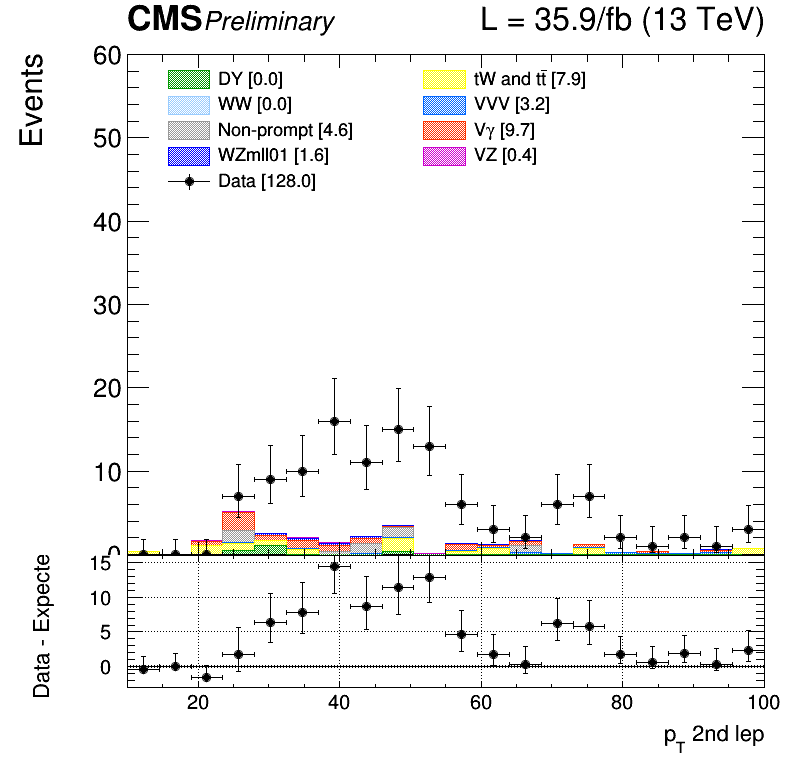 CMS Preliminary L = 35.9/fb (13 TeV)
Events
60
50
40
30
20
10
0
DY [0.0]
WW [0.0]
Non-prompt [4.6]
WZmll01 [1.6]
Data [128.0]
tW and tt̄ [7.9]
VVV [3.2]
Vγ [9.7]
VZ [0.4]
Data - Expecte
15
10
5
0
20 40 60 80 100
pT 2nd lep